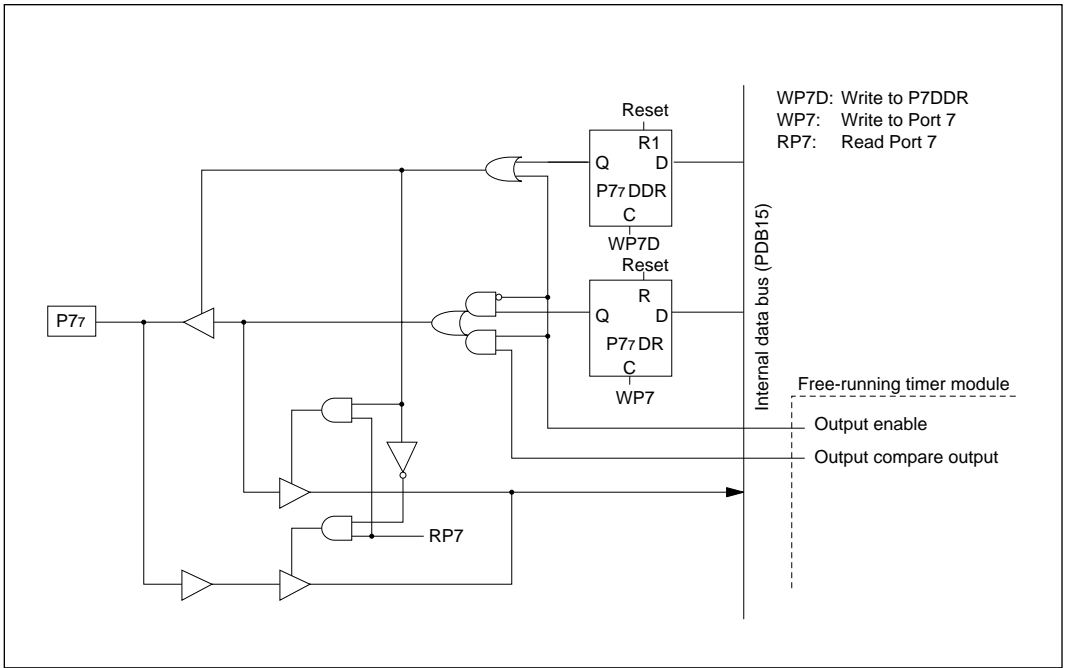 Reset
R1
Q D
P77 DDR
C
WP7D
Reset
R
Q D
P77 DR
C
WP7
P77
RP7
Internal data bus (PDB15)
WP7D: Write to P7DDR
WP7: Write to Port 7
RP7: Read Port 7
Free-running timer module
Output enable
Output compare output